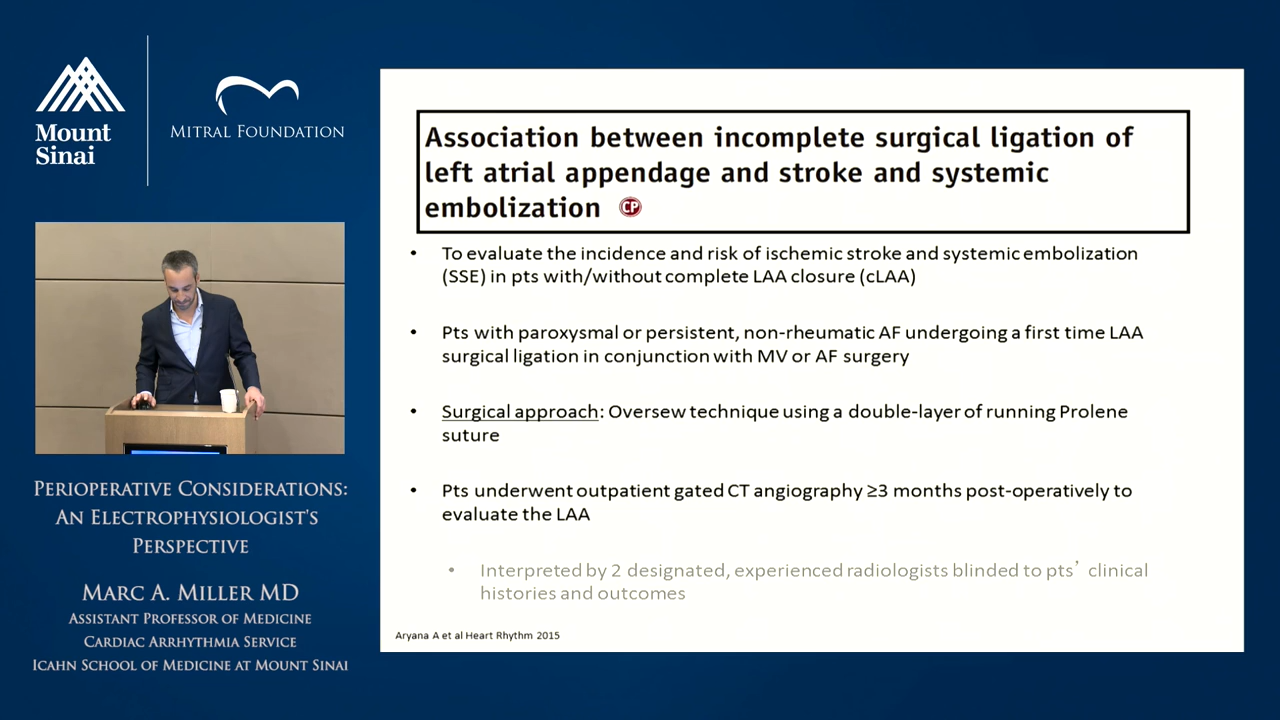 Mount
Sinai
MITRAL FOUNDATION
PERIOPERATIVE CONSIDERATIONS:
AN ELECTROPHYSIOLOGIST'S
PERSPECTIVE
MARC A. MILLER MD
ASSISTANT PROFESSOR OF MEDICINE
CARDIAC ARRHYTHMIA SERVICE
ICAHN SCHOOL OF MEDICINE AT MOUNT SINAI
Association between incomplete surgical ligation of
left atrial appendage and stroke and systemic
embolization CP
• To evaluate the incidence and risk of ischemic stroke and systemic embolization
(SSE) in pts with/without complete LAA closure (cLAA)
• Pts with paroxysmal or persistent, non-rheumatic AF undergoing a first time LAA
surgical ligation in conjunction with MV or AF surgery
• Surgical approach: Oversew technique using a double-layer of running Prolene
suture
• Pts underwent outpatient gated CT angiography ≥3 months post-operatively to
evaluate the LAA
• Interpreted by 2 designated, experienced radiologists blinded to pts’ clinical
histories and outcomes
Aryana A et al Heart Rhythm 2015